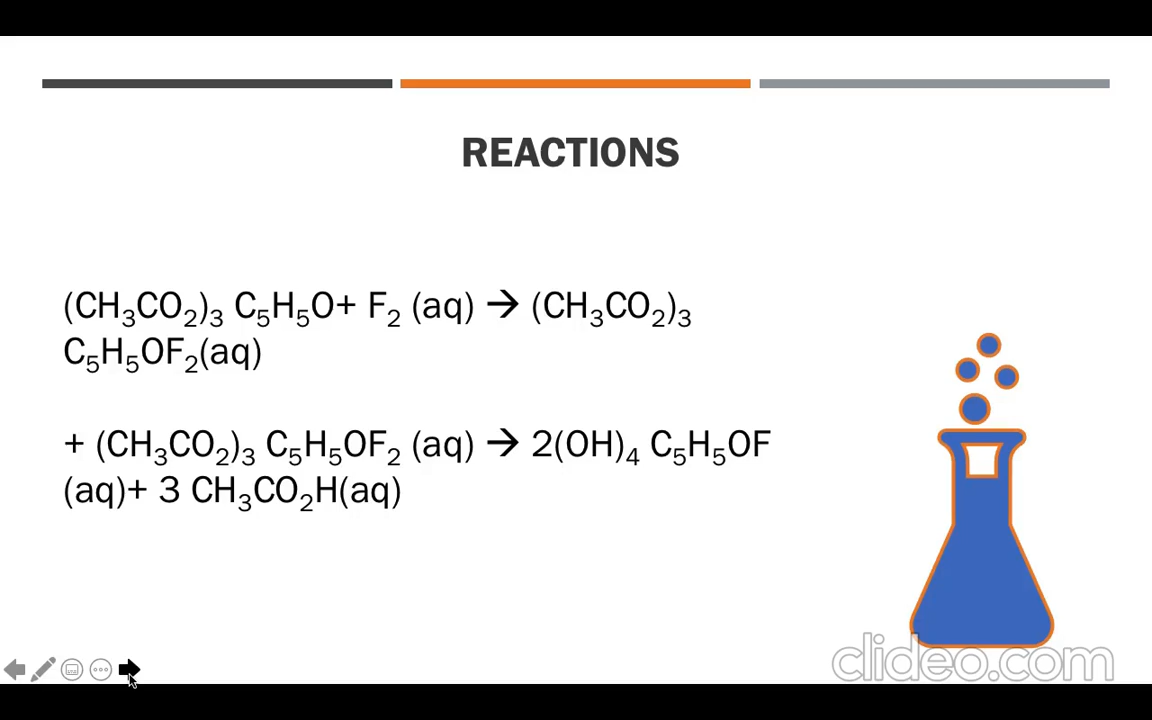 REACTIONS
(CH₃CO₂)₃ C₅H₅O+ F₂ (aq) → (CH₃CO₂)₃
C₅H₅OF₂(aq)
+ (CH₃CO₂)₃ C₅H₅OF₂ (aq) → 2(OH)₄ C₅H₅OF
(aq)+ 3 CH₃CO₂H(aq)
clideo.com